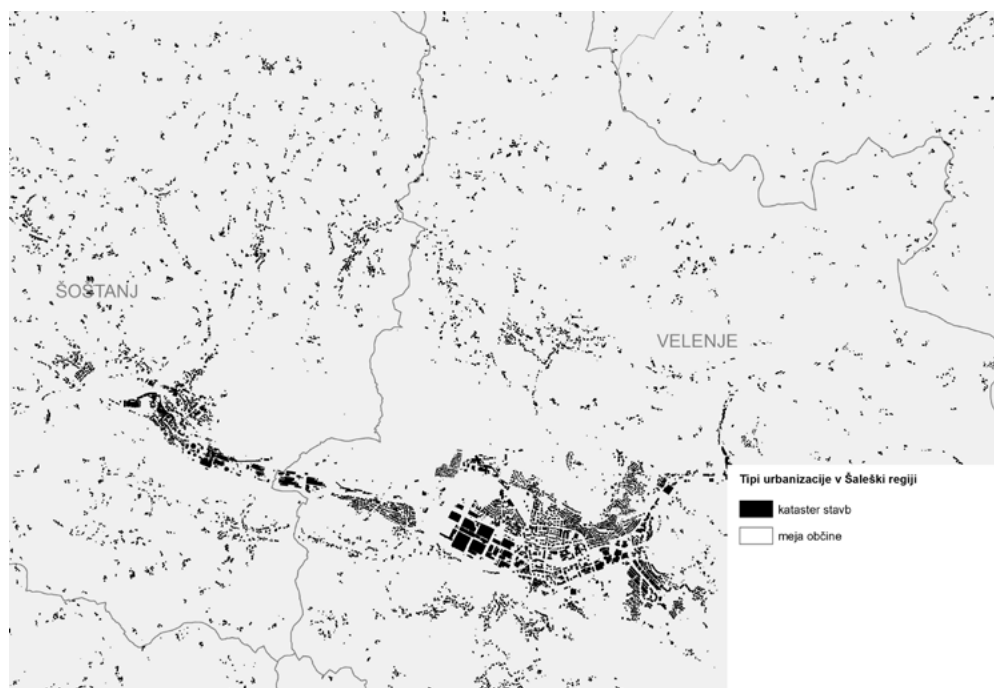 ŠOŠTANJ
VELENJE
Tipi urbanizacije v Šaleški regiji
kataster stavb
meja občine